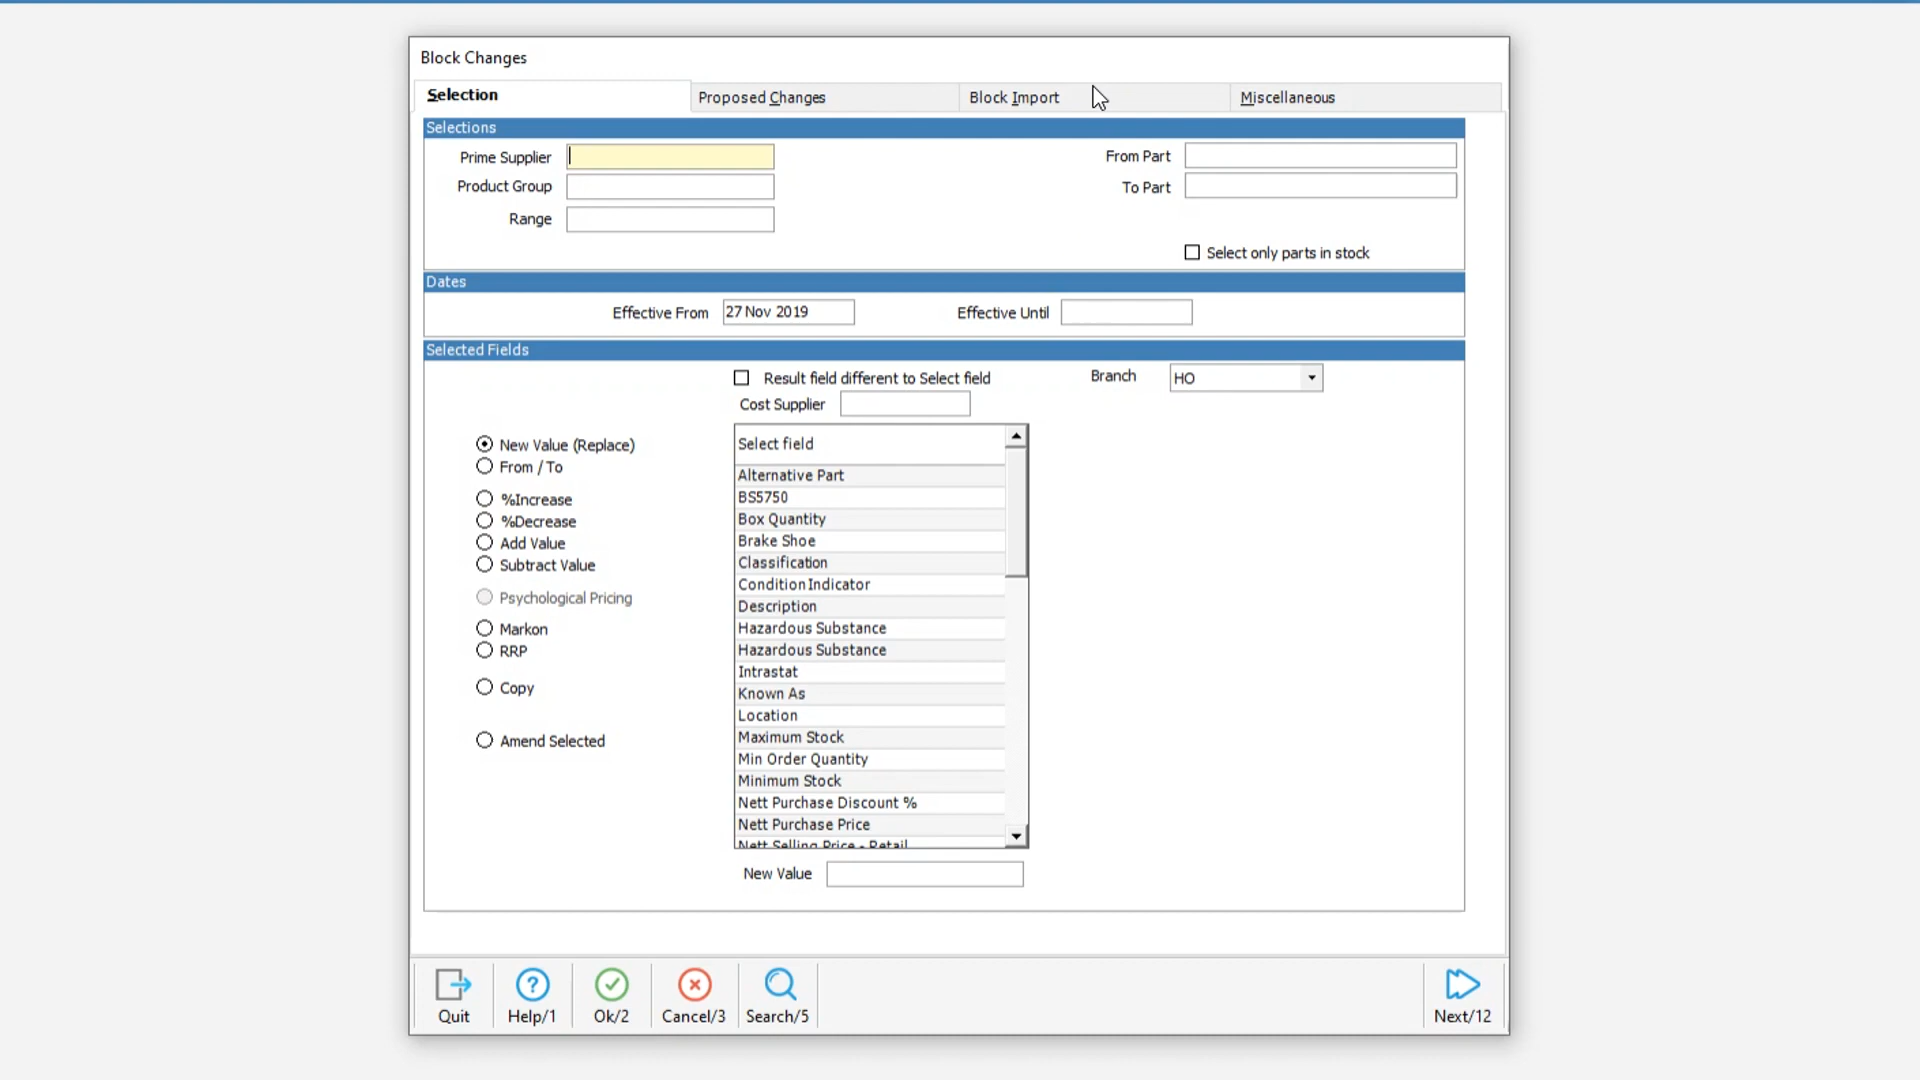 Block Changes
Selection
Proposed Changes
Block Import
Miscellaneous
Selections
Prime Supplier
From Part
Product Group
To Part
Range
Select only parts in stock
Dates
Effective From 27 Nov 2019
Effective Until
Selected Fields
Result field different to Select field
Branch HO
Cost Supplier
New Value (Replace)
From / To
%Increase
%Decrease
Add Value
Subtract Value
Psychological Pricing
Markon
RRP
Copy
Amend Selected
Select field
Alternative Part
BS5750
Box Quantity
Brake Shoe
Classification
Condition Indicator
Description
Hazardous Substance
Hazardous Substance
Intrastat
Known As
Location
Maximum Stock
Min Order Quantity
Minimum Stock
Nett Purchase Discount %
Nett Purchase Price
Nett Selling Price - Retail
New Value
Quit
Help/1
Ok/2
Cancel/3
Search/5
Next/12